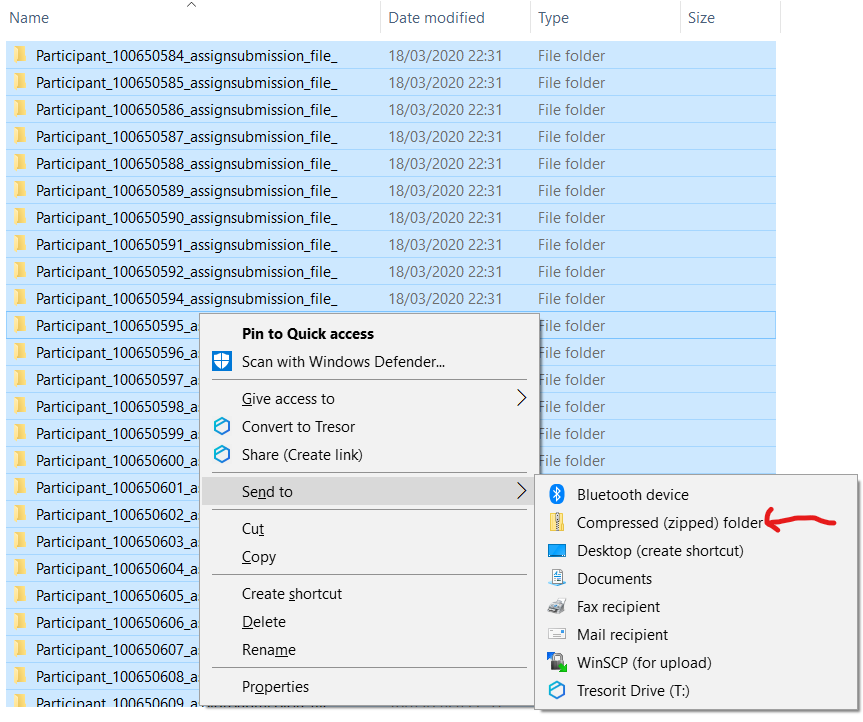 Name Date modified Type Size
Participant_100650584_assignsubmission_file_ 18/03/2020 22:31 File folder
Participant_100650585_assignsubmission_file_ 18/03/2020 22:31 File folder
Participant_100650586_assignsubmission_file_ 18/03/2020 22:31 File folder
Participant_100650587_assignsubmission_file_ 18/03/2020 22:31 File folder
Participant_100650588_assignsubmission_file_ 18/03/2020 22:31 File folder
Participant_100650589_assignsubmission_file_ 18/03/2020 22:31 File folder
Participant_100650590_assignsubmission_file_ 18/03/2020 22:31 File folder
Participant_100650591_assignsubmission_file_ 18/03/2020 22:31 File folder
Participant_100650592_assignsubmission_file_ 18/03/2020 22:31 File folder
Participant_100650594_assignsubmission_file_ 18/03/2020 22:31 File folder
Participant_100650595_as File folder
Participant_100650596_a File folder
Participant_100650597_a File folder
Participant_100650598_a File folder
Participant_100650599_a File folder
Participant_100650600_a File folder
Participant_100650601_a
Participant_100650602_a
Participant_100650603_a
Participant_100650604_a
Participant_100650605_a
Participant_100650606_a
Participant_100650607_a
Participant_100650608_a
Participant_100650609_a
Pin to Quick access
Scan with Windows Defender...
Give access to
Convert to Tresor
Share (Create link)
Send to
Cut
Copy
Create shortcut
Delete
Rename
Properties
Bluetooth device
Compressed (zipped) folder
Desktop (create shortcut)
Documents
Fax recipient
Mail recipient
WinSCP (for upload)
Tresorit Drive (T:)